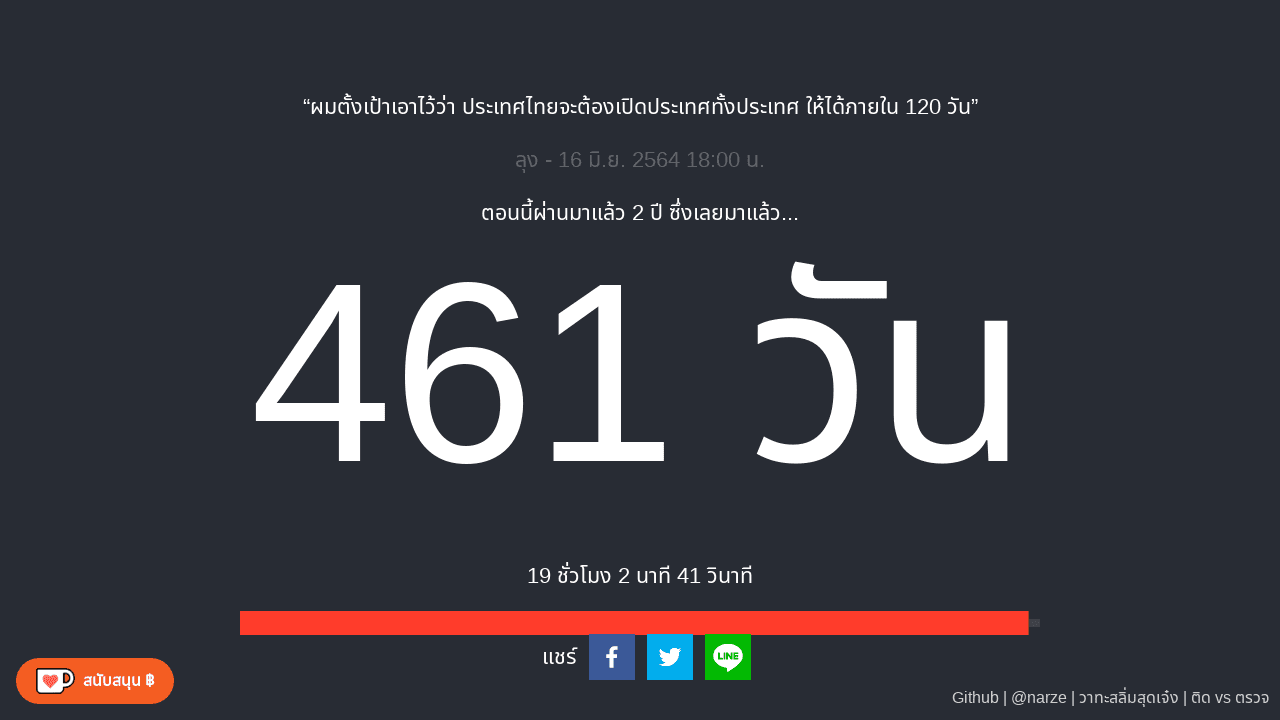 “ผมตั้งเป้าเอาไว้ว่า ประเทศไทยจะต้องเปิดประเทศทั้งประเทศ ให้ได้ภายใน 120 วัน”
ลุง - 16 มิ.ย. 2564 18:00 น.
ตอนนี้ผ่านมาแล้ว 2 ปี ซึ่งเลยมาแล้ว...
461 วัน
19 ชั่วโมง 2 นาที 41 วินาที
แชร์
LINE
สนับสนุน ฿
Github | @narze | วาทะสลิ่มสุดเจ๋ง | ติด vs ตรวจ